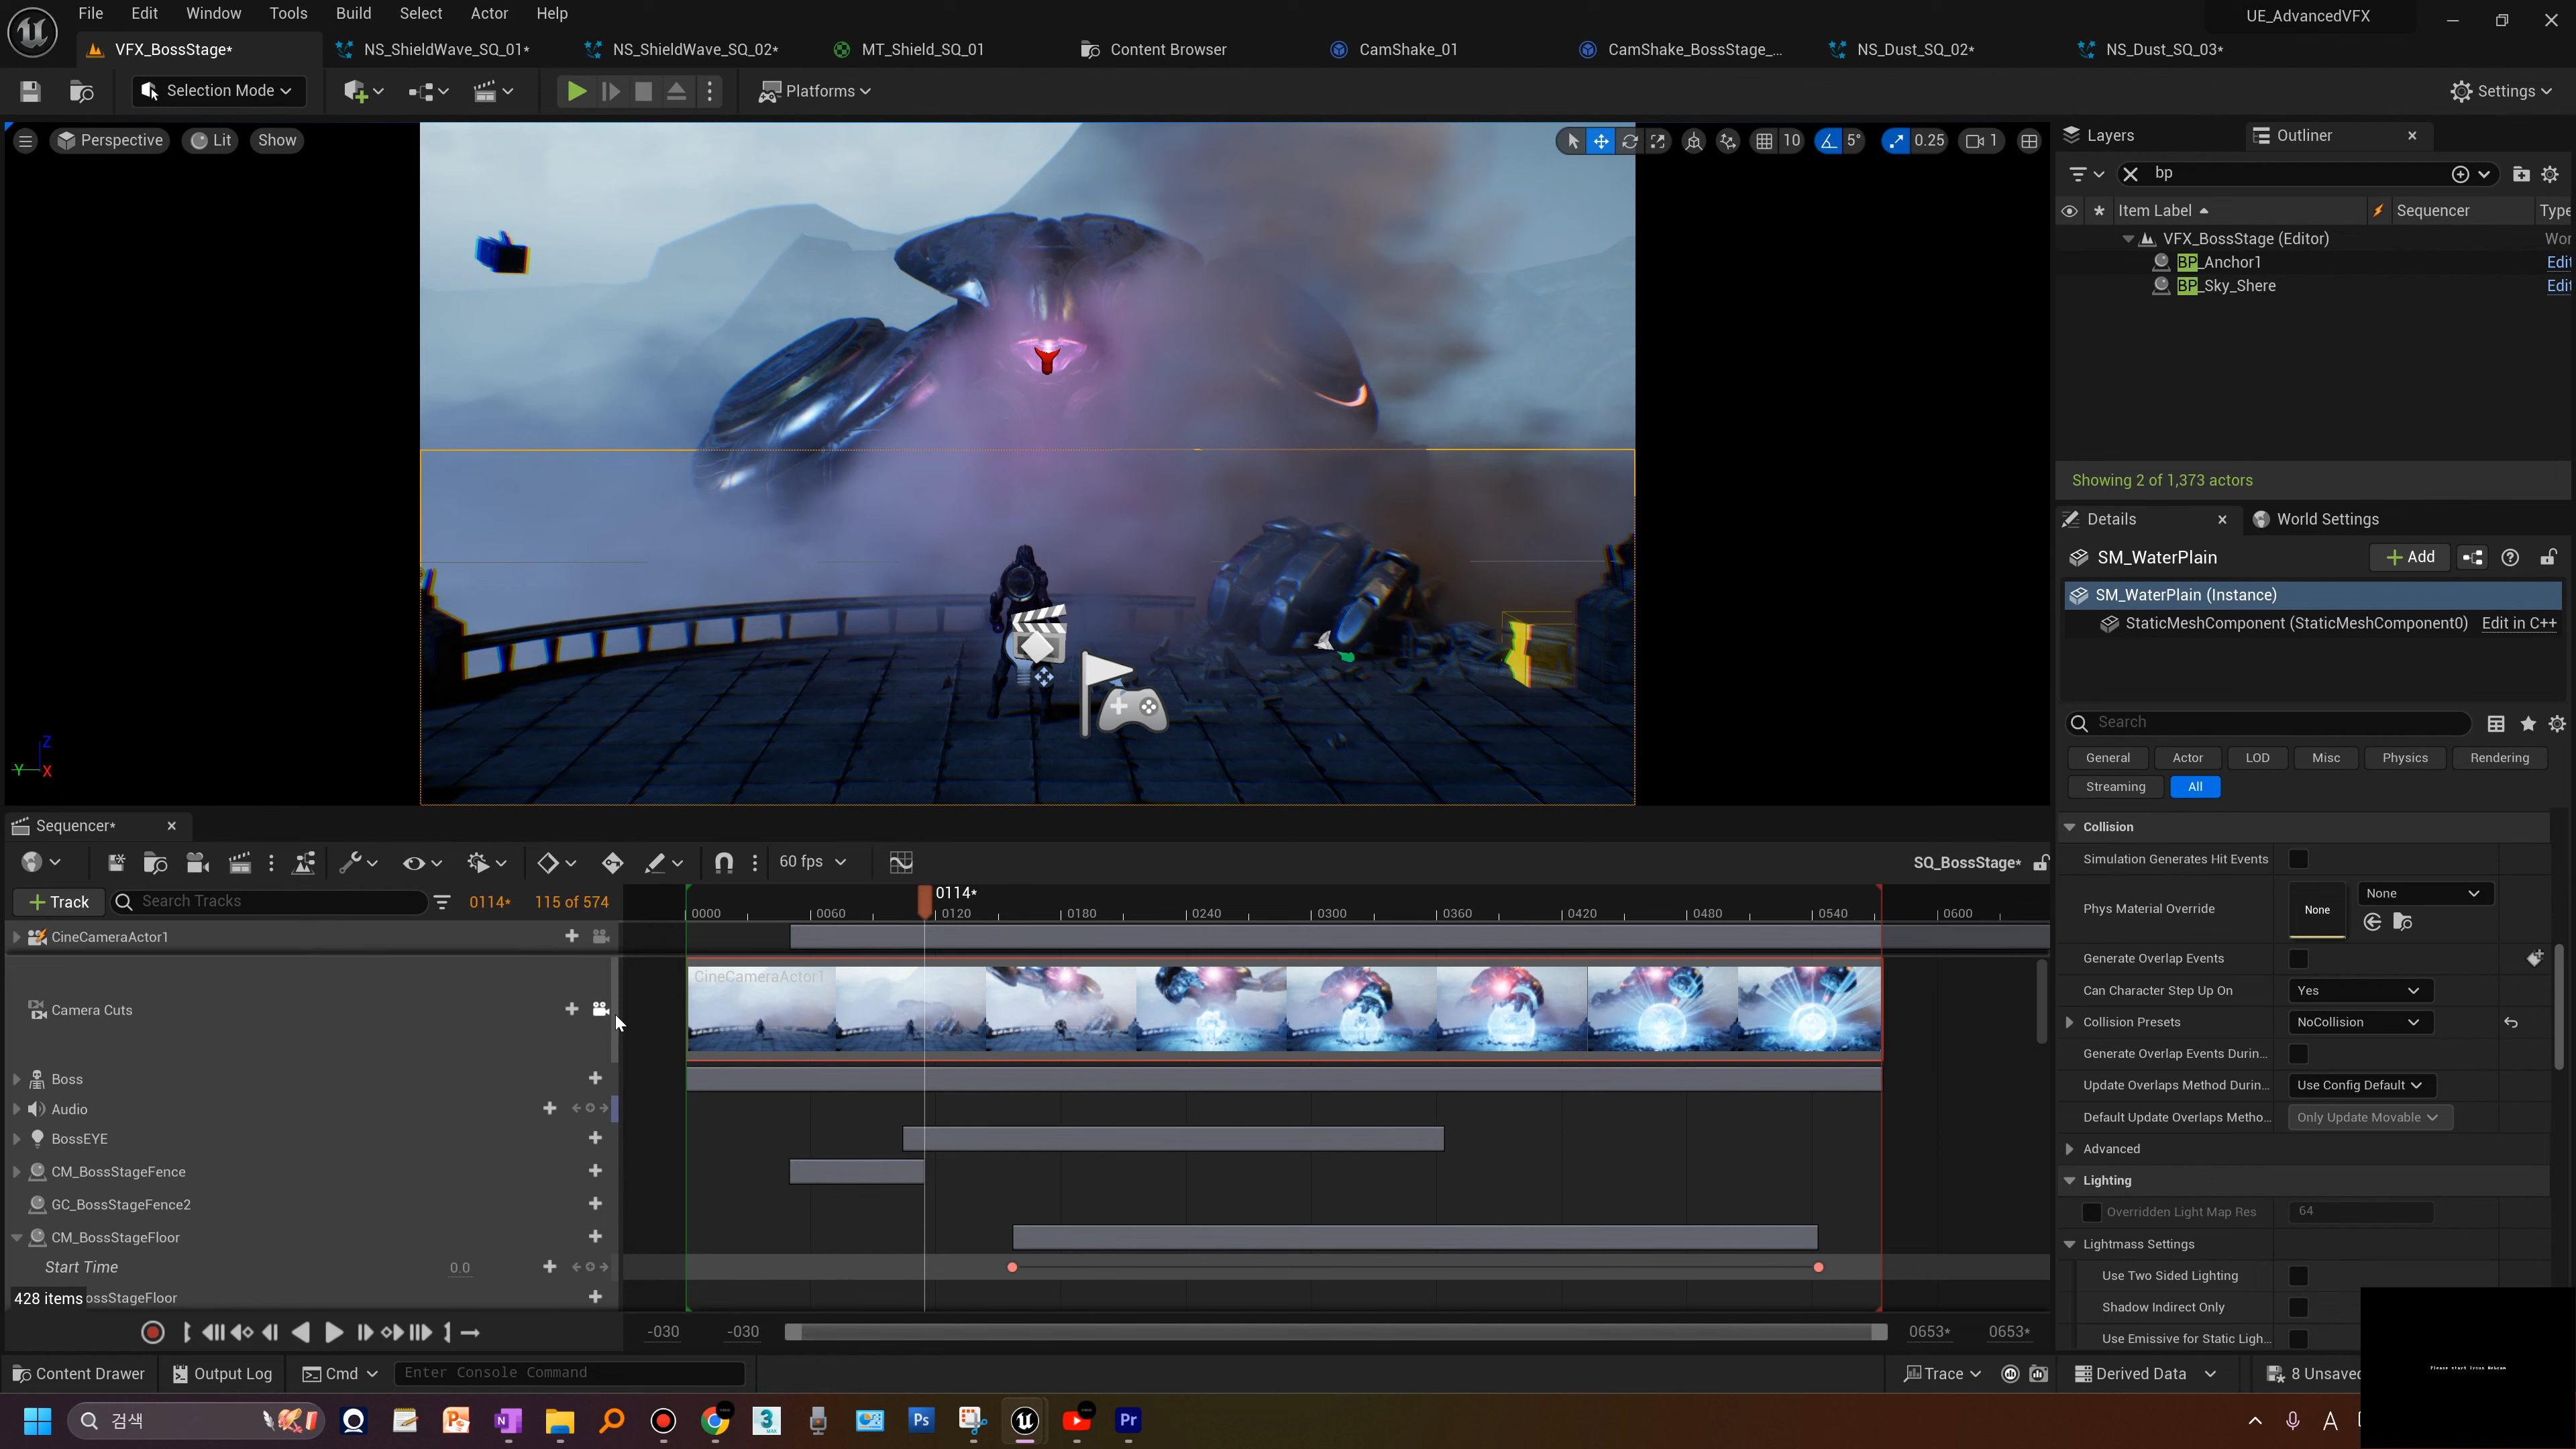 File Edit Window Tools Build Select Actor Help
UE_AdvancedVFX
VFX_BossStage* NS_ShieldWave_SQ_01* NS_ShieldWave_SQ_02* MT_Shield_SQ_01 Content Browser CamShake_01 CamShake_BossStage_... NS_Dust_SQ_02* NS_Dust_SQ_03*
Selection Mode Platforms Settings
Perspective Lit Show 10 5° 0.25 1
Layers Outliner
bp
Item Label Sequencer Type
VFX_BossStage (Editor) Wor
BP_Anchor1 Edit
BP_Sky_Shere Edit
Showing 2 of 1,373 actors
Details World Settings
SM_WaterPlain Add
SM_WaterPlain (Instance)
StaticMeshComponent (StaticMeshComponent0) Edit in C++
Search
General Actor LOD Misc Physics Rendering
Streaming All
Collision
Simulation Generates Hit Events
Phys Material Override None None
Generate Overlap Events
Can Character Step Up On Yes
Collision Presets NoCollision
Generate Overlap Events Durin...
Update Overlaps Method Durin... Use Config Default
Default Update Overlaps Metho... Only Update Movable
Advanced
Lighting
Overridden Light Map Res 64
Lightmass Settings
Use Two Sided Lighting
Shadow Indirect Only
Use Emissive for Static Ligh...
Z
Y X
Sequencer*
60 fps SQ_BossStage*
Track Search Tracks 0114* 115 of 574
0114*
0000 0060 0120 0180 0240 0300 0360 0420 0480 0540 0600
CineCameraActor1
CineCameraActor1
Camera Cuts
Boss
Audio
BossEYE
CM_BossStageFence
GC_BossStageFence2
CM_BossStageFloor
Start Time 0.0
428 items ossStageFloor
-030 -030 0653* 0653*
Content Drawer Output Log Cmd Enter Console Command Trace Derived Data 8 Unsaved
Please start Iriun Webcam
검색
3
MAX
N
Ps
Pr
A